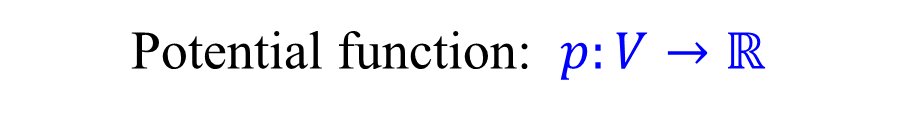 Potential function: p: V → ℝ